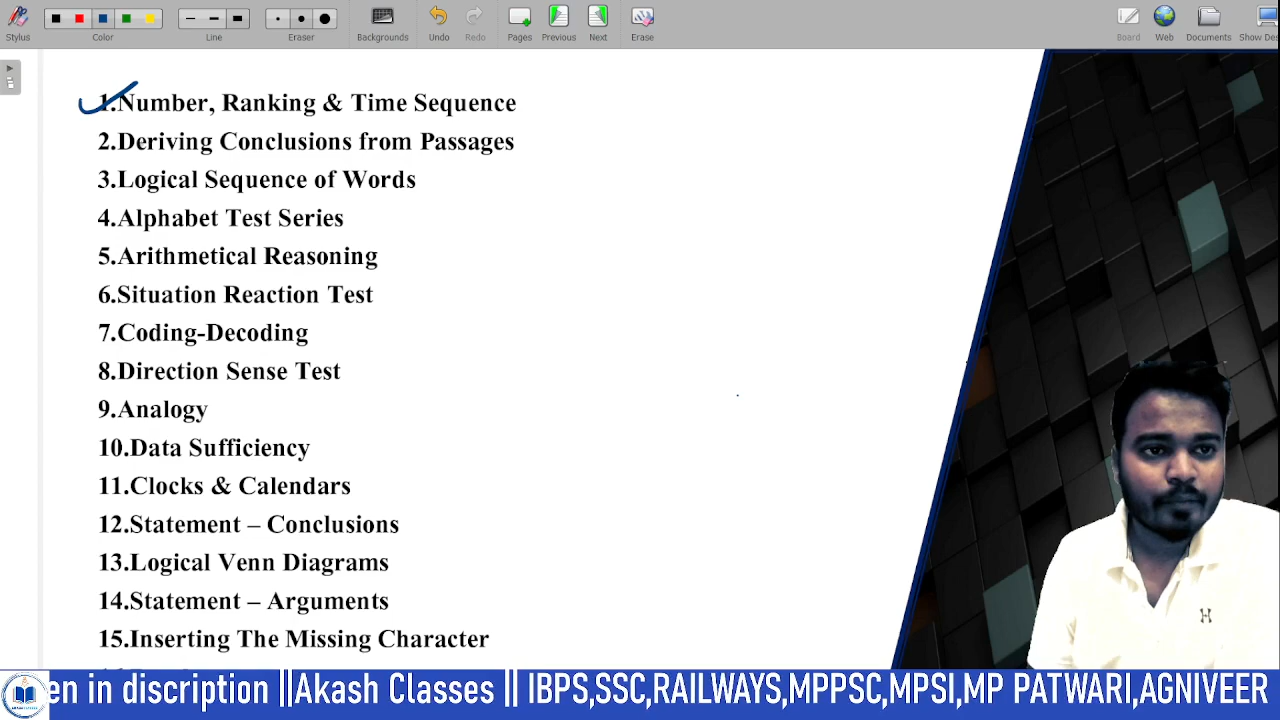 Stylus Color Line Eraser Backgrounds Undo Redo Pages Previous Next Erase Board Web Documents Show Des
1.Number, Ranking & Time Sequence
2.Deriving Conclusions from Passages
3.Logical Sequence of Words
4.Alphabet Test Series
5.Arithmetical Reasoning
6.Situation Reaction Test
7.Coding-Decoding
8.Direction Sense Test
9.Analogy
10.Data Sufficiency
11.Clocks & Calendars
12.Statement – Conclusions
13.Logical Venn Diagrams
14.Statement – Arguments
15.Inserting The Missing Character
H
en in discription ||Akash Classes || IBPS,SSC,RAILWAYS,MPPSC,MPSI,MP PATWARI,AGNIVEER